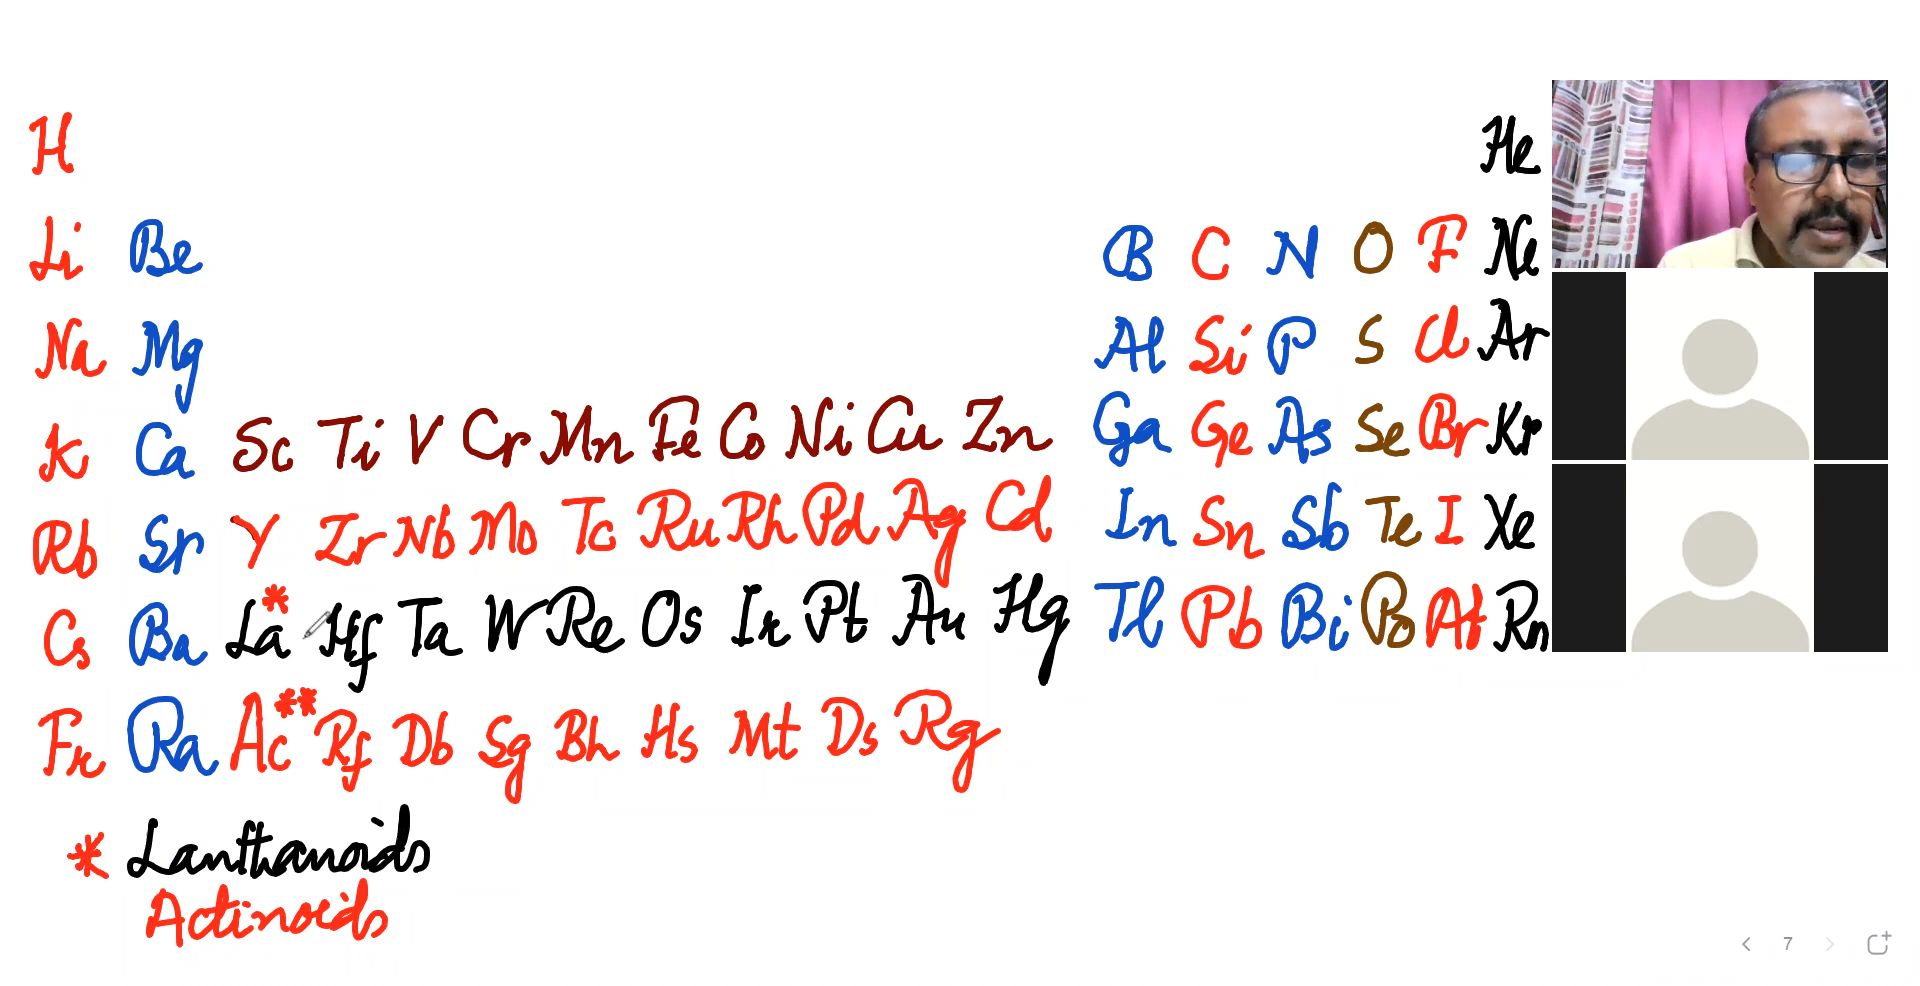 H He
Li Be B C N O F Ne
Na Mg Al Si P S Cl Ar
K Ca Sc Ti V Cr Mn Fe Co Ni Cu Zn Ga Ge As Se Br Kr
Rb Sr Y Zr Nb Mo Tc Ru Rh Pd Ag Cd In Sn Sb Te I Xe
Cs Ba La* Hf Ta W Re Os Ir Pt Au Hg Tl Pb Bi Po At Rn
Fr Ra Ac** Rf Db Sg Bh Hs Mt Ds Rg
* Lanthanoids
Actinoids
7